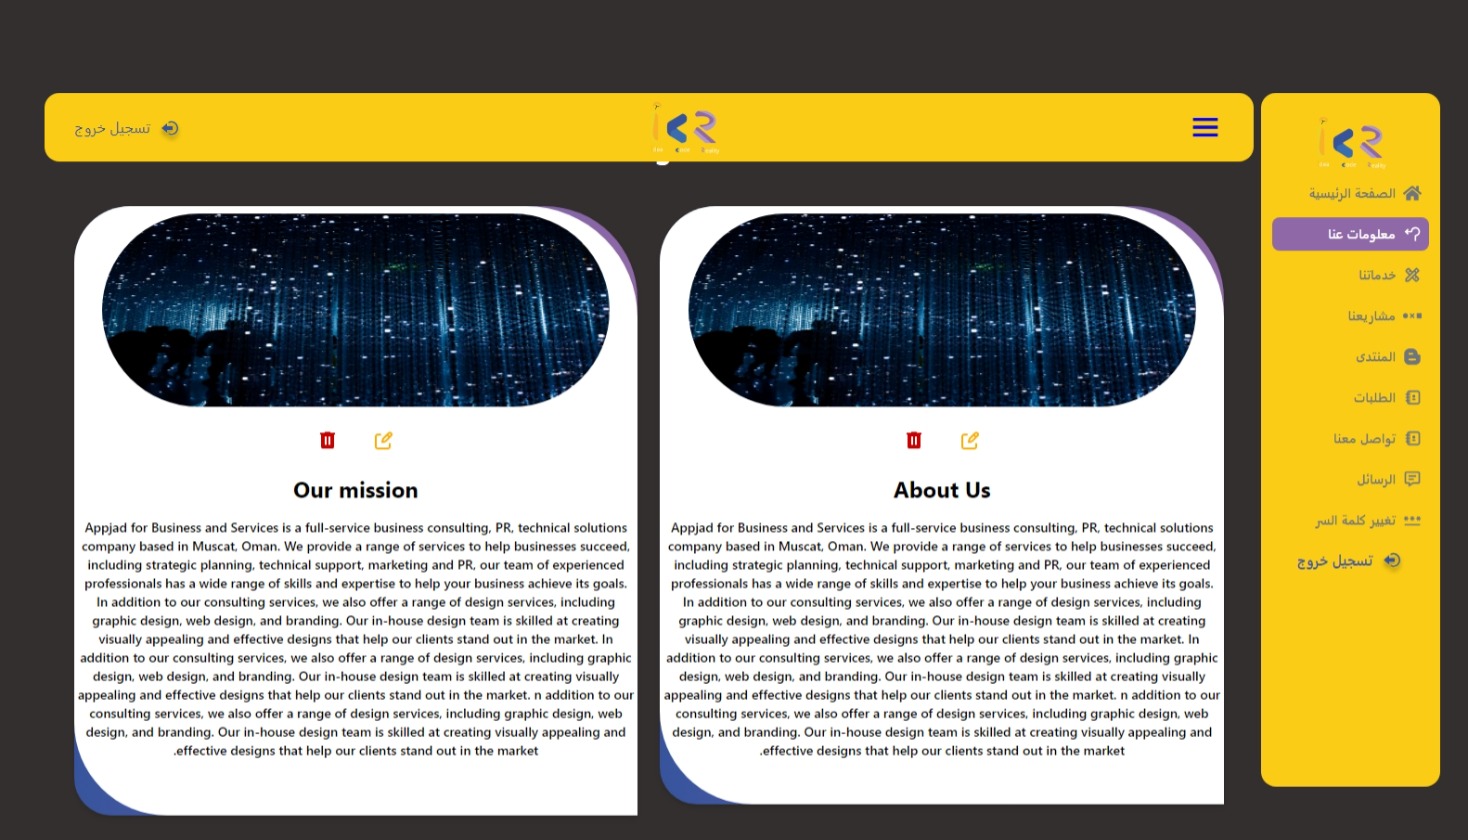 تسجيل خروج
الصفحة الرئيسية
معلومات عنا
خدماتنا
مشاريعنا
المنتدى
الطلبات
تواصل معنا
الرسائل
تغيير كلمة السر
تسجيل خروج
About Us
Appjad for Business and Services is a full-service business consulting, PR, technical solutions
company based in Muscat, Oman. We provide a range of services to help businesses succeed,
including strategic planning, technical support, marketing and PR, our team of experienced
professionals has a wide range of skills and expertise to help your business achieve its goals.
In addition to our consulting services, we also offer a range of design services, including
graphic design, web design, and branding. Our in-house design team is skilled at creating
visually appealing and effective designs that help our clients stand out in the market. In
addition to our consulting services, we also offer a range of design services, including graphic
design, web design, and branding. Our in-house design team is skilled at creating visually
appealing and effective designs that help our clients stand out in the market. n addition to our
consulting services, we also offer a range of design services, including graphic design, web
design, and branding. Our in-house design team is skilled at creating visually appealing and
.effective designs that help our clients stand out in the market
Our mission
Appjad for Business and Services is a full-service business consulting, PR, technical solutions
company based in Muscat, Oman. We provide a range of services to help businesses succeed,
including strategic planning, technical support, marketing and PR, our team of experienced
professionals has a wide range of skills and expertise to help your business achieve its goals.
In addition to our consulting services, we also offer a range of design services, including
graphic design, web design, and branding. Our in-house design team is skilled at creating
visually appealing and effective designs that help our clients stand out in the market. In
addition to our consulting services, we also offer a range of design services, including graphic
design, web design, and branding. Our in-house design team is skilled at creating visually
appealing and effective designs that help our clients stand out in the market. n addition to our
consulting services, we also offer a range of design services, including graphic design, web
design, and branding. Our in-house design team is skilled at creating visually appealing and
.effective designs that help our clients stand out in the market